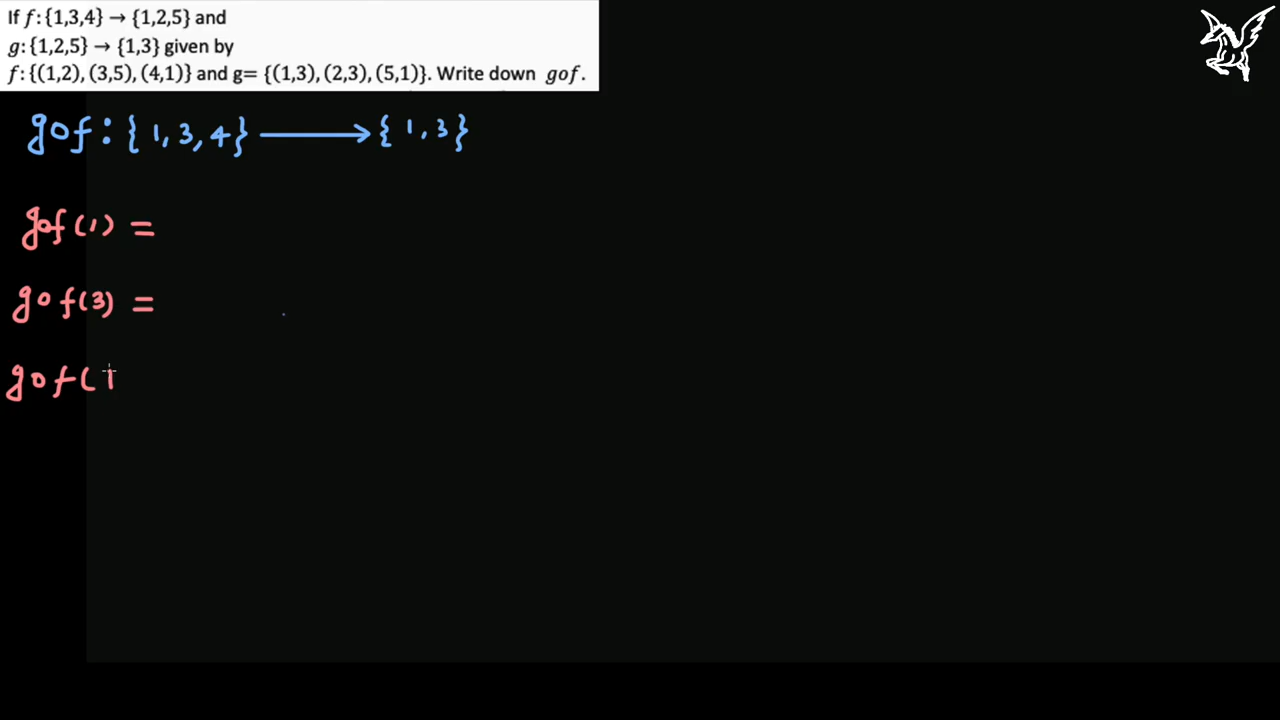 If f:{1,3,4} → {1,2,5} and
g:{1,2,5} → {1,3} given by
f:{(1,2),(3,5),(4,1)} and g= {(1,3),(2,3),(5,1)}. Write down gof.
gof : { 1, 3, 4 } ⟶ { 1, 3 }
gof (1) =
gof(3) =
gof( 1